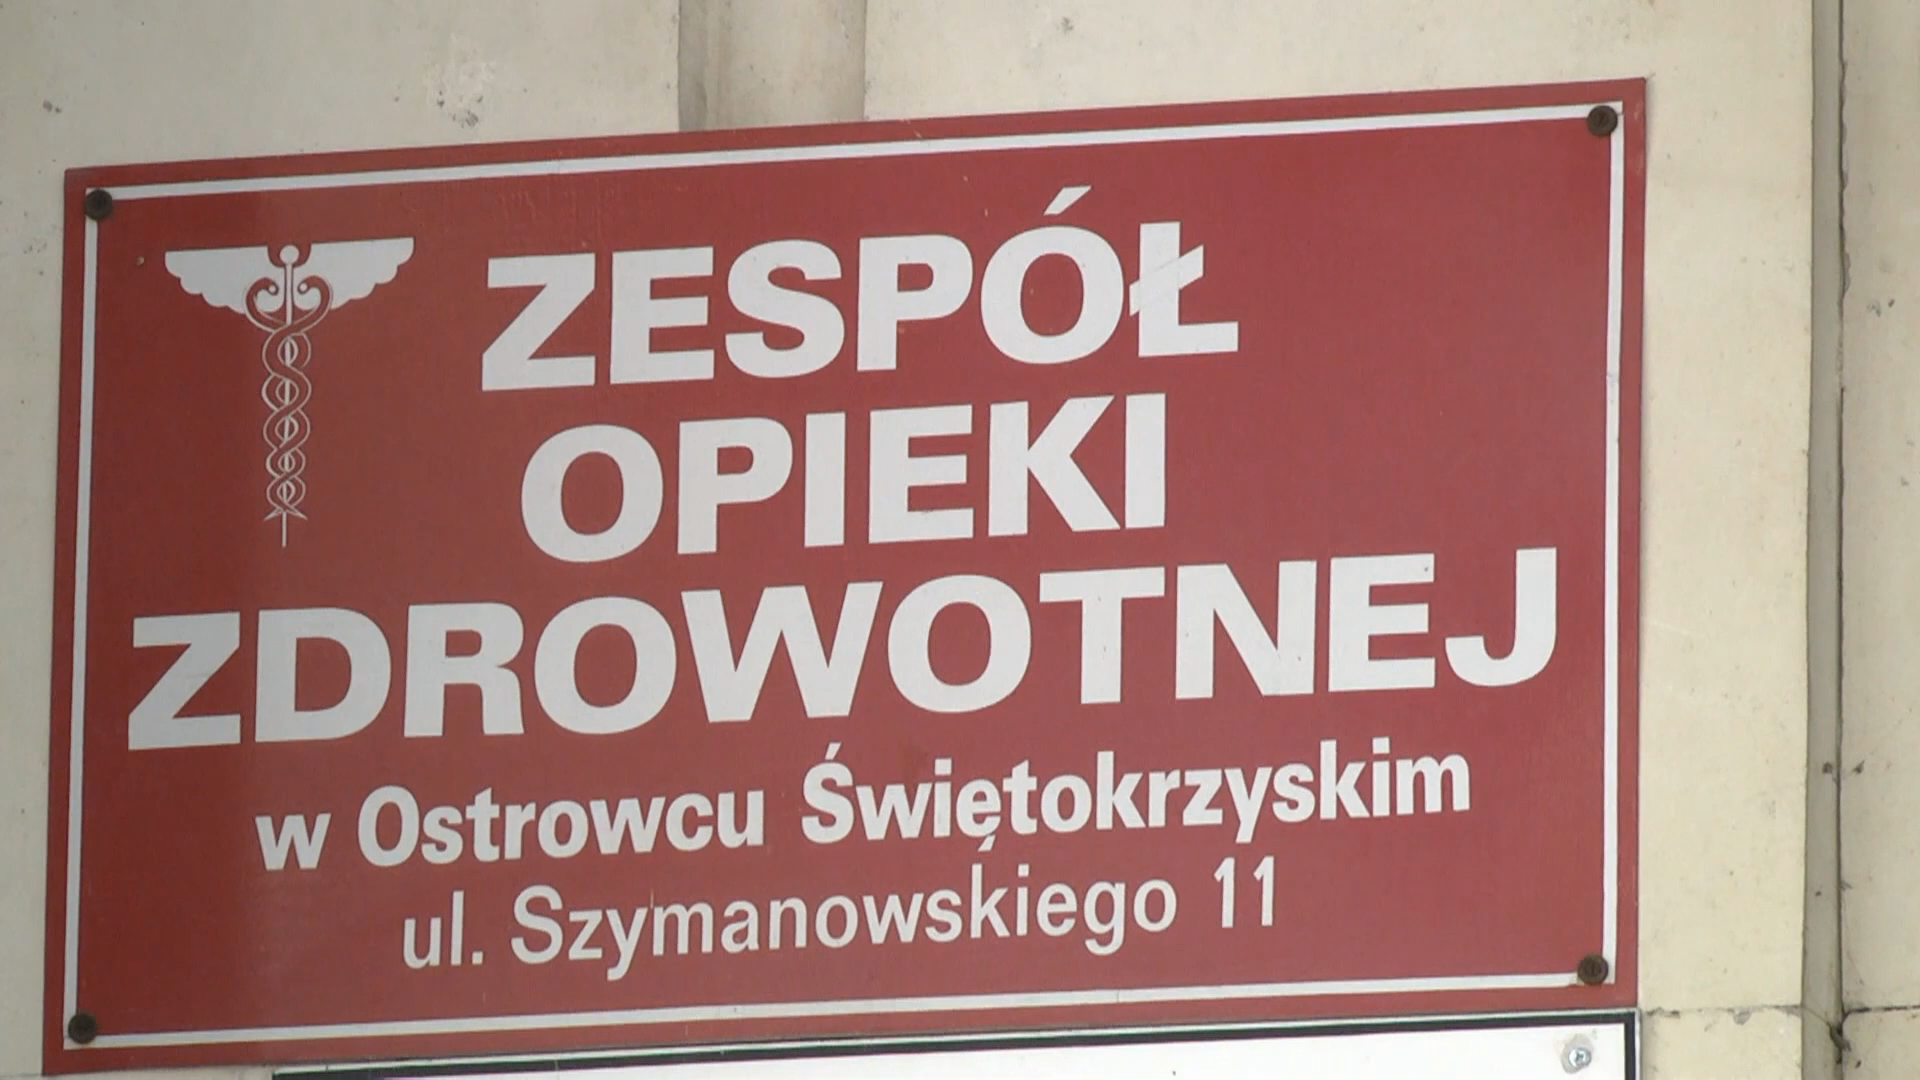 ZESPÓŁ
OPIEKI
ZDROWOTNEJ
w Ostrowcu Świętokrzyskim
ul. Szymanowskiego 11